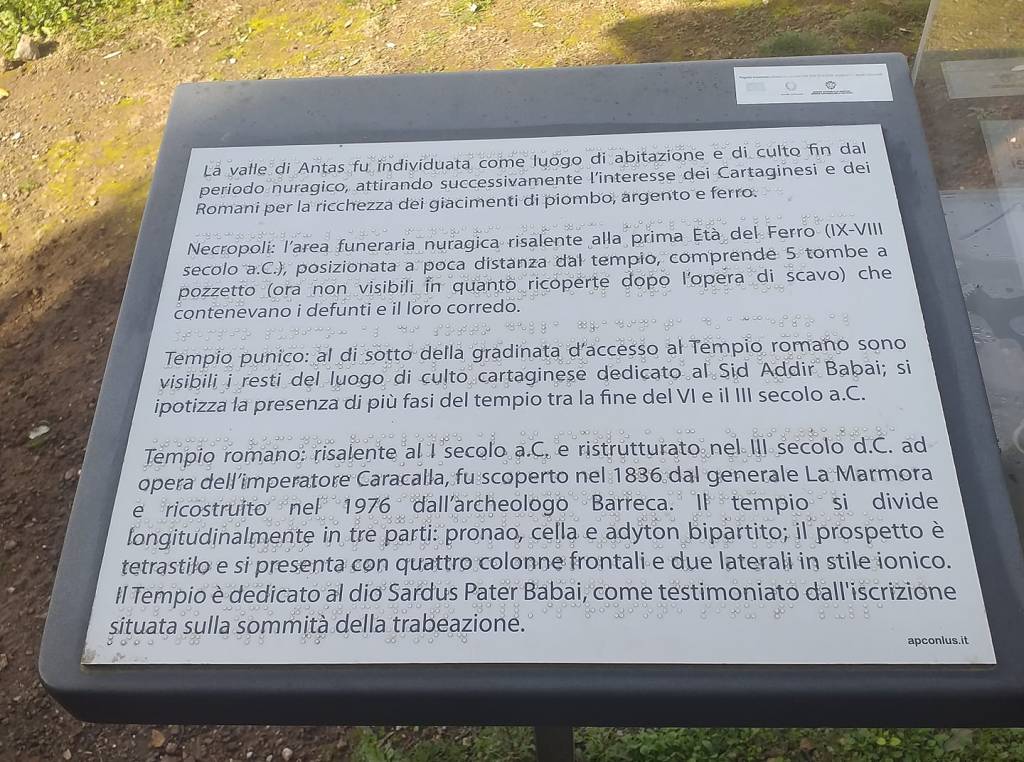 La valle di Antas fu individuata come luogo di abitazione e di culto fin dal
periodo nuragico, attirando successivamente l'interesse dei Cartaginesi e dei
Romani per la ricchezza dei giacimenti di piombo, argento e ferro.
Necropoli: l'area funeraria nuragica risalente alla prima Età del Ferro (IX-VIII
secolo a.C.), posizionata a poca distanza dal tempio, comprende 5 tombe a
pozzetto (ora non visibili in quanto ricoperte dopo l'opera di scavo) che
contenevano i defunti e il loro corredo.
Tempio punico: al di sotto della gradinata d'accesso al Tempio romano sono
visibili i resti del luogo di culto cartaginese dedicato al Sid Addir Babai; si
ipotizza la presenza di più fasi del tempio tra la fine del VI e il III secolo a.C.
Tempio romano: risalente al I secolo a.C. e ristrutturato nel III secolo d.C. ad
opera dell'imperatore Caracalla, fu scoperto nel 1836 dal generale La Marmora
e ricostruito nel 1976 dall'archeologo Barreca. Il tempio si divide
longitudinalmente in tre parti: pronao, cella e adyton bipartito; il prospetto è
tetrastilo e si presenta con quattro colonne frontali e due laterali in stile ionico.
Il Tempio è dedicato al dio Sardus Pater Babai, come testimoniato dall'iscrizione
situata sulla sommità della trabeazione.
apconlus.it